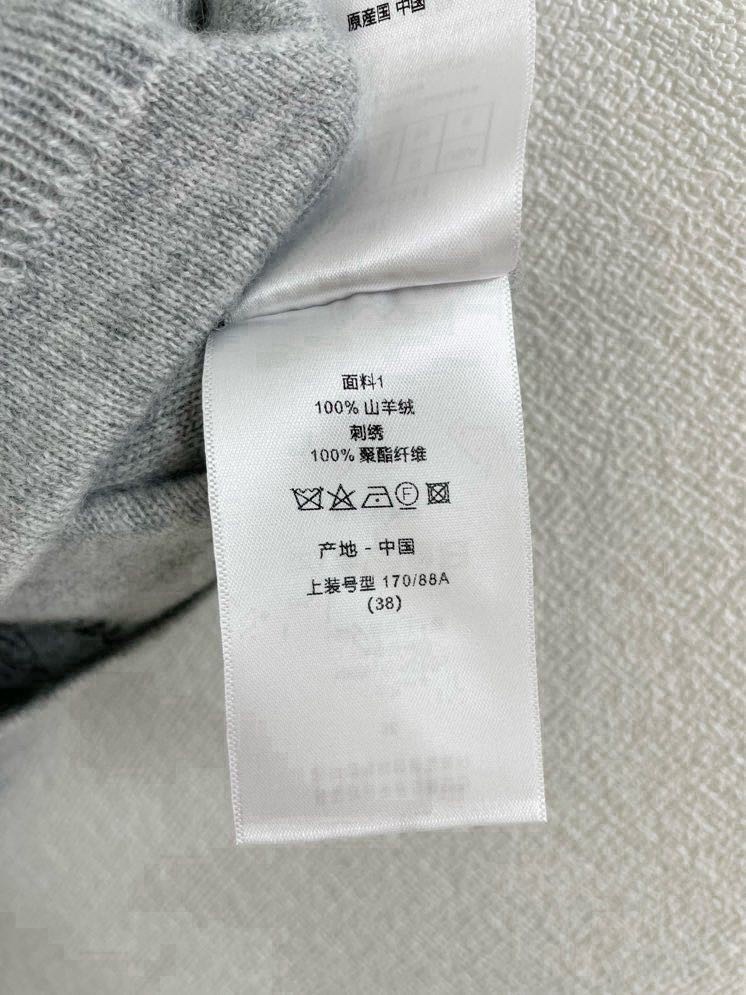 原産国 中国
面料1
100% 山羊绒
刺绣
100% 聚酯纤维
F
产地 - 中国
上装号型 170/88A
(38)